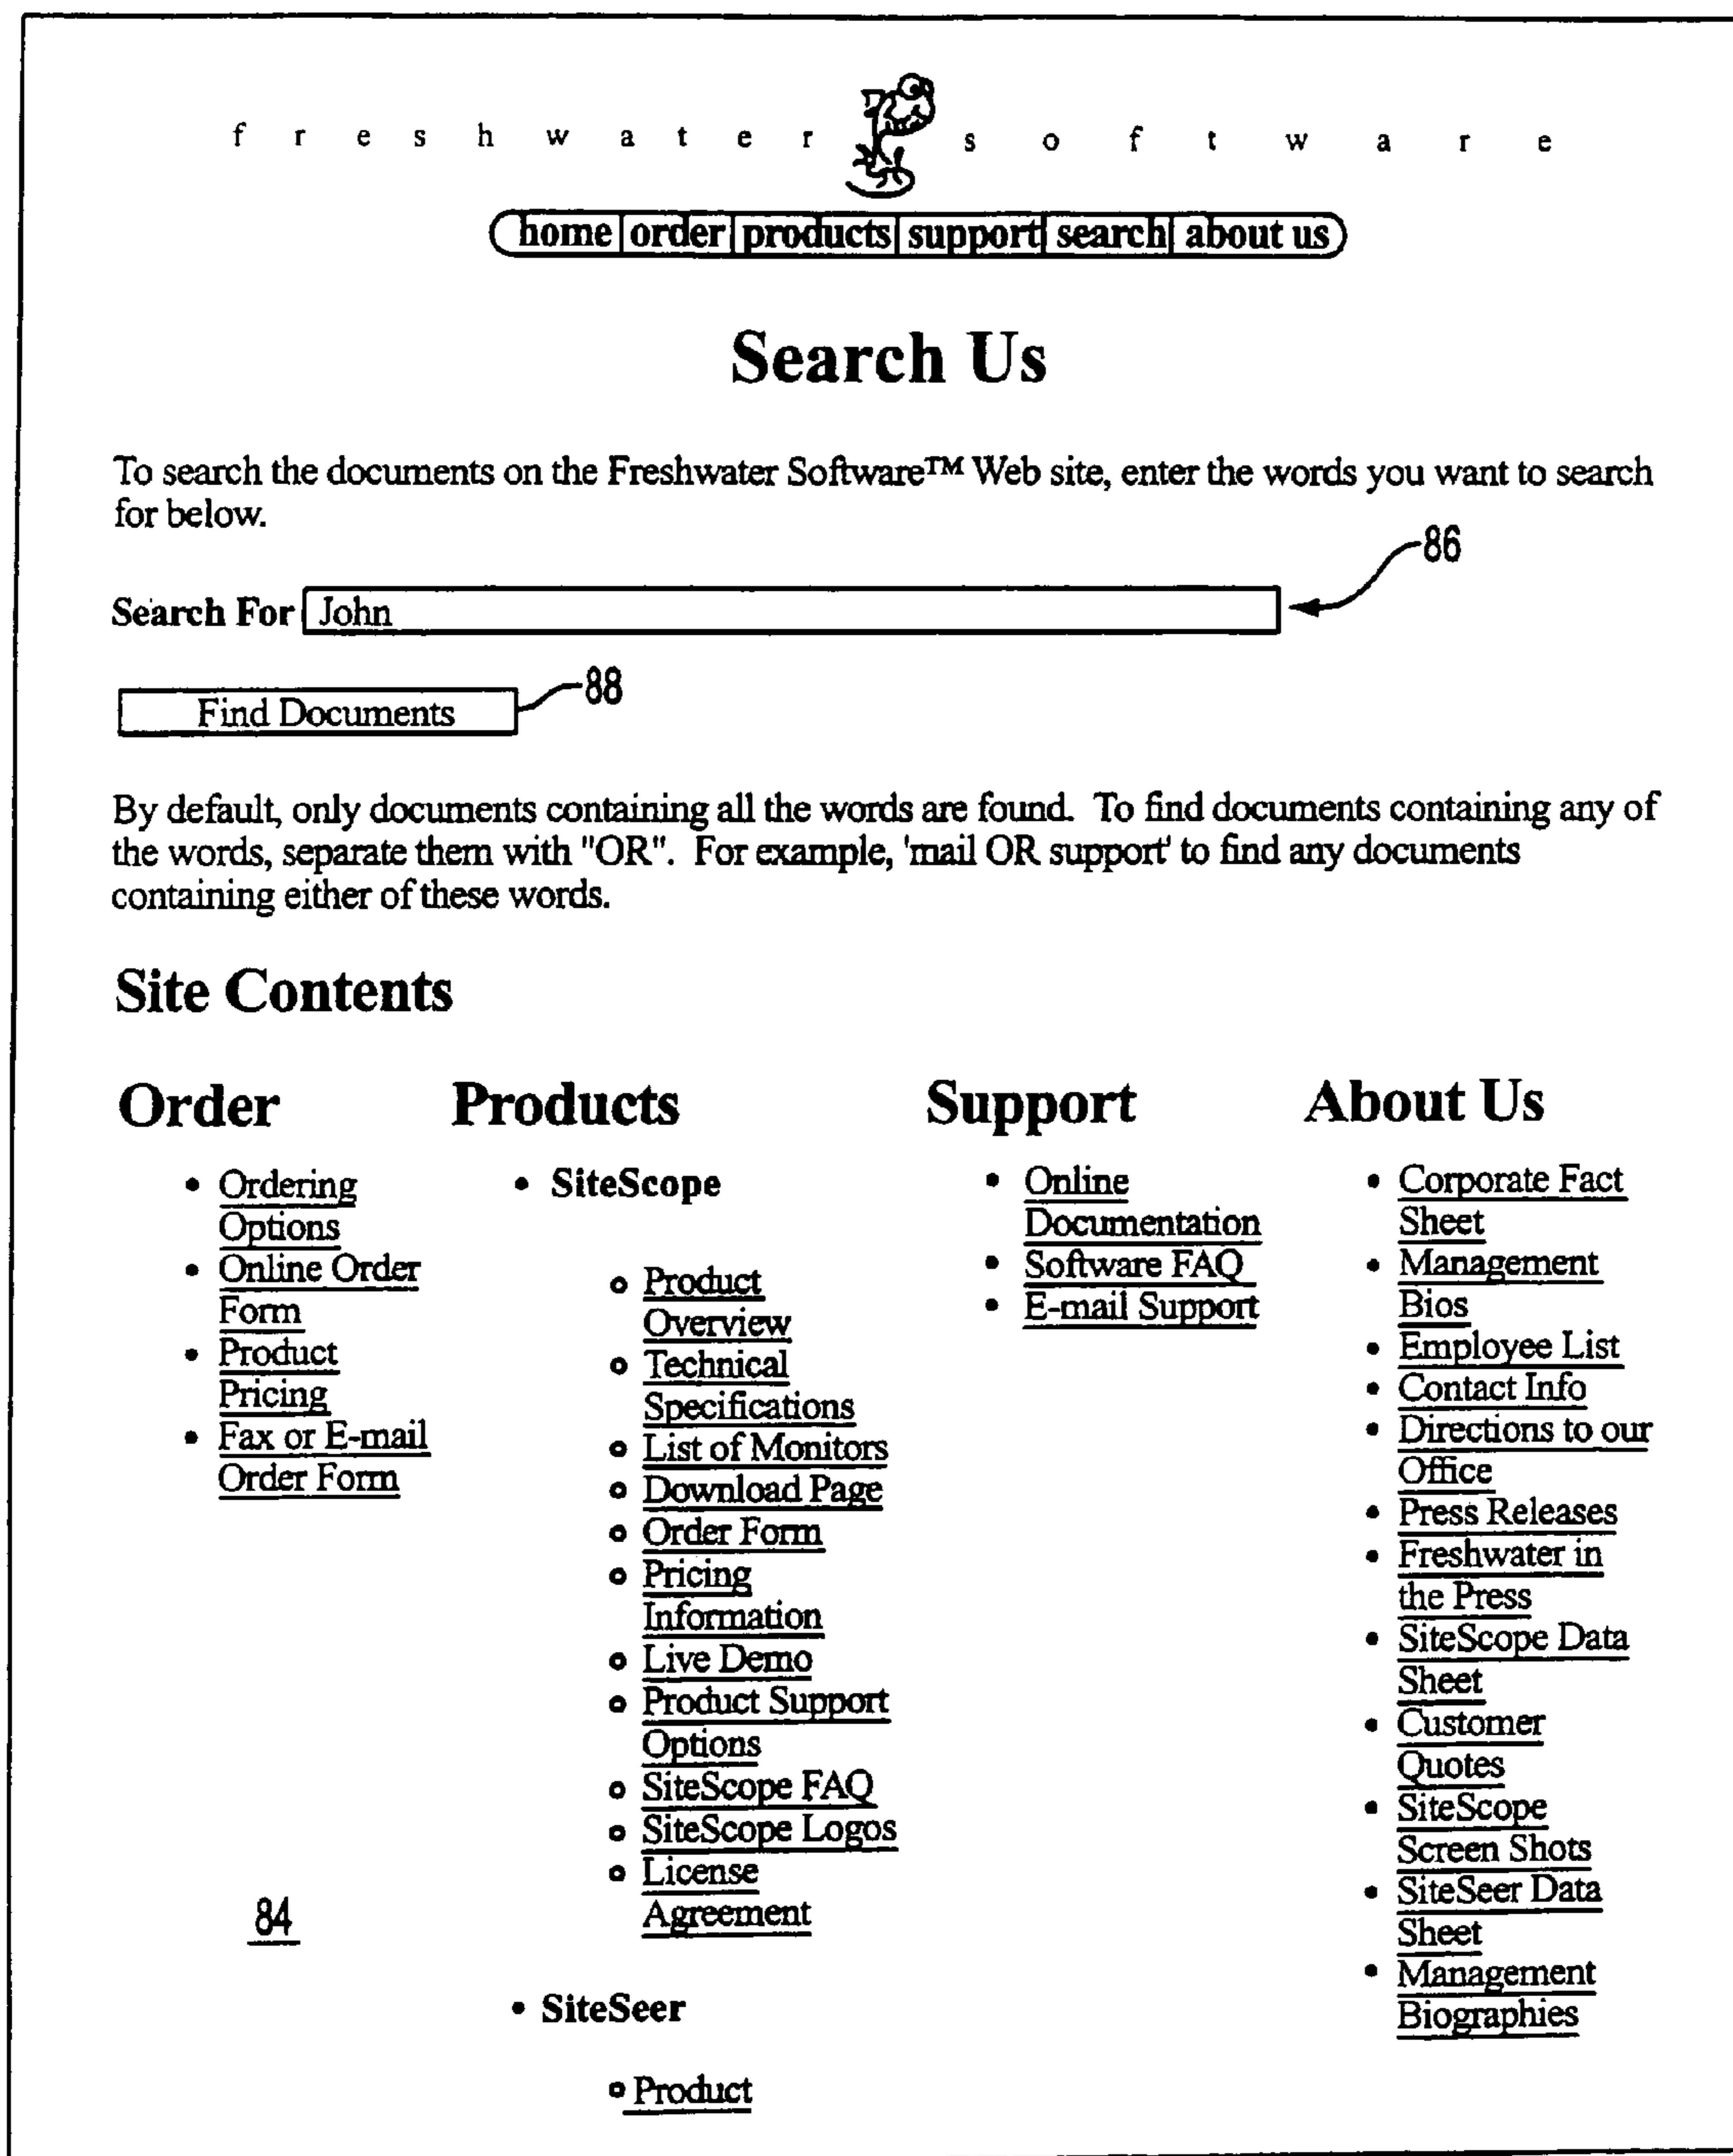 freshwater software
home order products support search about us
Search Us
To search the documents on the Freshwater Software™ Web site, enter the words you want to search
for below.
86
Search For John
88
Find Documents
By default, only documents containing all the words are found. To find documents containing any of
the words, separate them with "OR". For example, 'mail OR support' to find any documents
containing either of these words.
Site Contents
Order
• Ordering
Options
• Online Order
Form
• Product
Pricing
• Fax or E-mail
Order Form
84
Products
• SiteScope
o Product
Overview
o Technical
Specifications
o List of Monitors
o Download Page
o Order Form
o Pricing
Information
o Live Demo
o Product Support
Options
o SiteScope FAQ
o SiteScope Logos
o License
Agreement
• SiteSeer
o Product
Support
• Online
Documentation
• Software FAQ
• E-mail Support
About Us
• Corporate Fact
Sheet
• Management
Bios
• Employee List
• Contact Info
• Directions to our
Office
• Press Releases
• Freshwater in
the Press
• SiteScope Data
Sheet
• Customer
Quotes
• SiteScope
Screen Shots
• SiteSeer Data
Sheet
• Management
Biographies